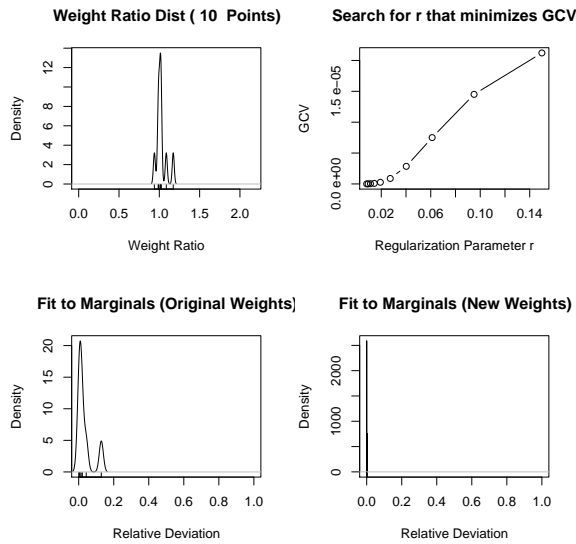 Weight Ratio Dist ( 10 Points)
Density
0 2 4 6 8 12
0.0 0.5 1.0 1.5 2.0
Weight Ratio
Search for r that minimizes GCV
GCV
0.0 e+00 1.5 e−05
0.02 0.06 0.10 0.14
Regularization Parameter r
Fit to Marginals (Original Weights)
Density
0 5 10 15 20
0.0 0.2 0.4 0.6 0.8 1.0
Relative Deviation
Fit to Marginals (New Weights)
Density
0 1000 2000
0.0 0.2 0.4 0.6 0.8 1.0
Relative Deviation